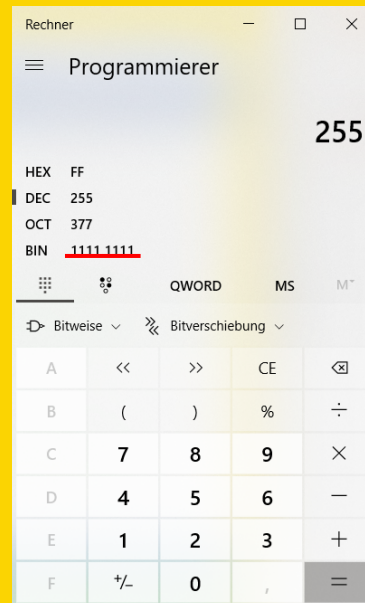 Rechner
Programmierer
255
HEX FF
DEC 255
OCT 377
BIN 1111 1111
QWORD MS M
Bitweise Bitverschiebung
A << >> CE
B ( ) % ÷
C 7 8 9 ×
D 4 5 6 −
E 1 2 3 +
F +/− 0 , =